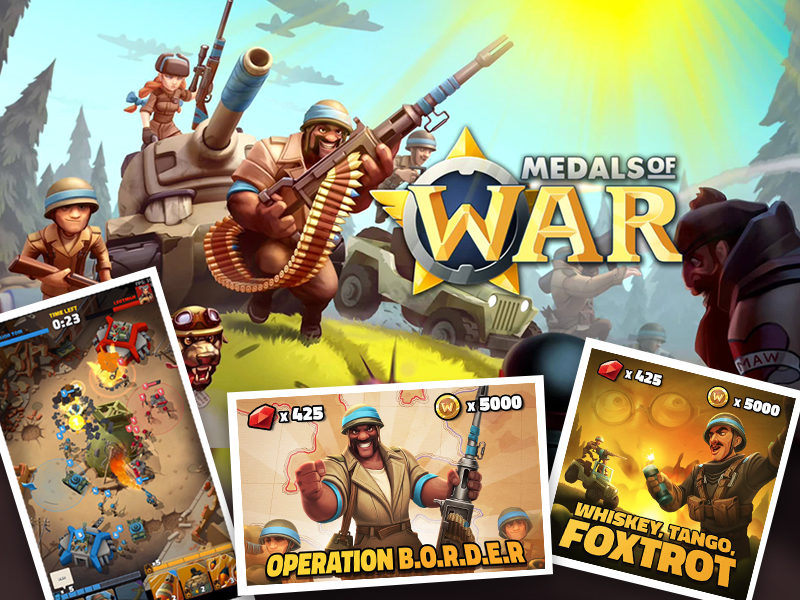 MEDALS OF
WAR
MAW
TIME LEFT
0:23
x 425
x 5000
OPERATION B.O.R.D.E.R
x 425
x 5000
WHISKEY, TANGO,
FOXTROT